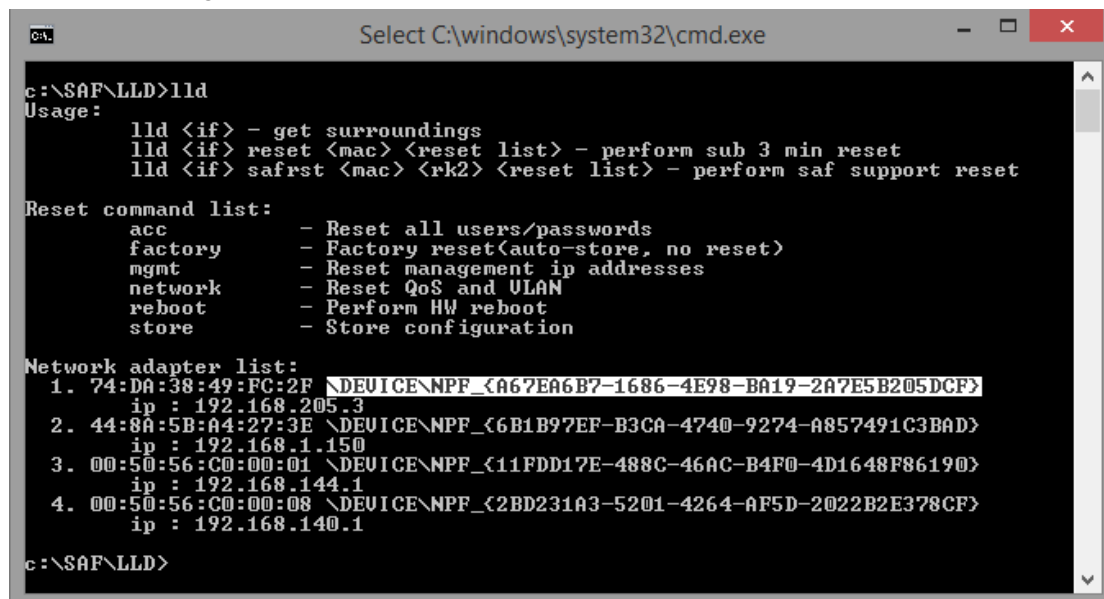 Select C:\windows\system32\cmd.exe
c:\SAF\LLD>lld
Usage:
lld <if> - get surroundings
lld <if> reset <mac> <reset list> - perform sub 3 min reset
lld <if> safrst <mac> <rk2> <reset list> - perform saf support reset
Reset command list:
acc - Reset all users/passwords
factory - Factory reset(auto-store, no reset)
mgmt - Reset management ip addresses
network - Reset QoS and VLAN
reboot - Perform HW reboot
store - Store configuration
Network adapter list:
1. 74:DA:38:49:FC:2F \DEVICE\NPF_{A67EA6B7-1686-4E98-BA19-2A7E5B205DCF}
ip : 192.168.205.3
2. 44:8A:5B:A4:27:3E \DEVICE\NPF_{6B1B97EF-B3CA-4740-9274-A857491C3BAD}
ip : 192.168.1.150
3. 00:50:56:C0:00:01 \DEVICE\NPF_{11FDD17E-488C-46AC-B4F0-4D1648F86190}
ip : 192.168.144.1
4. 00:50:56:C0:00:08 \DEVICE\NPF_{2BD231A3-5201-4264-AF5D-2022B2E378CF}
ip : 192.168.140.1
c:\SAF\LLD>